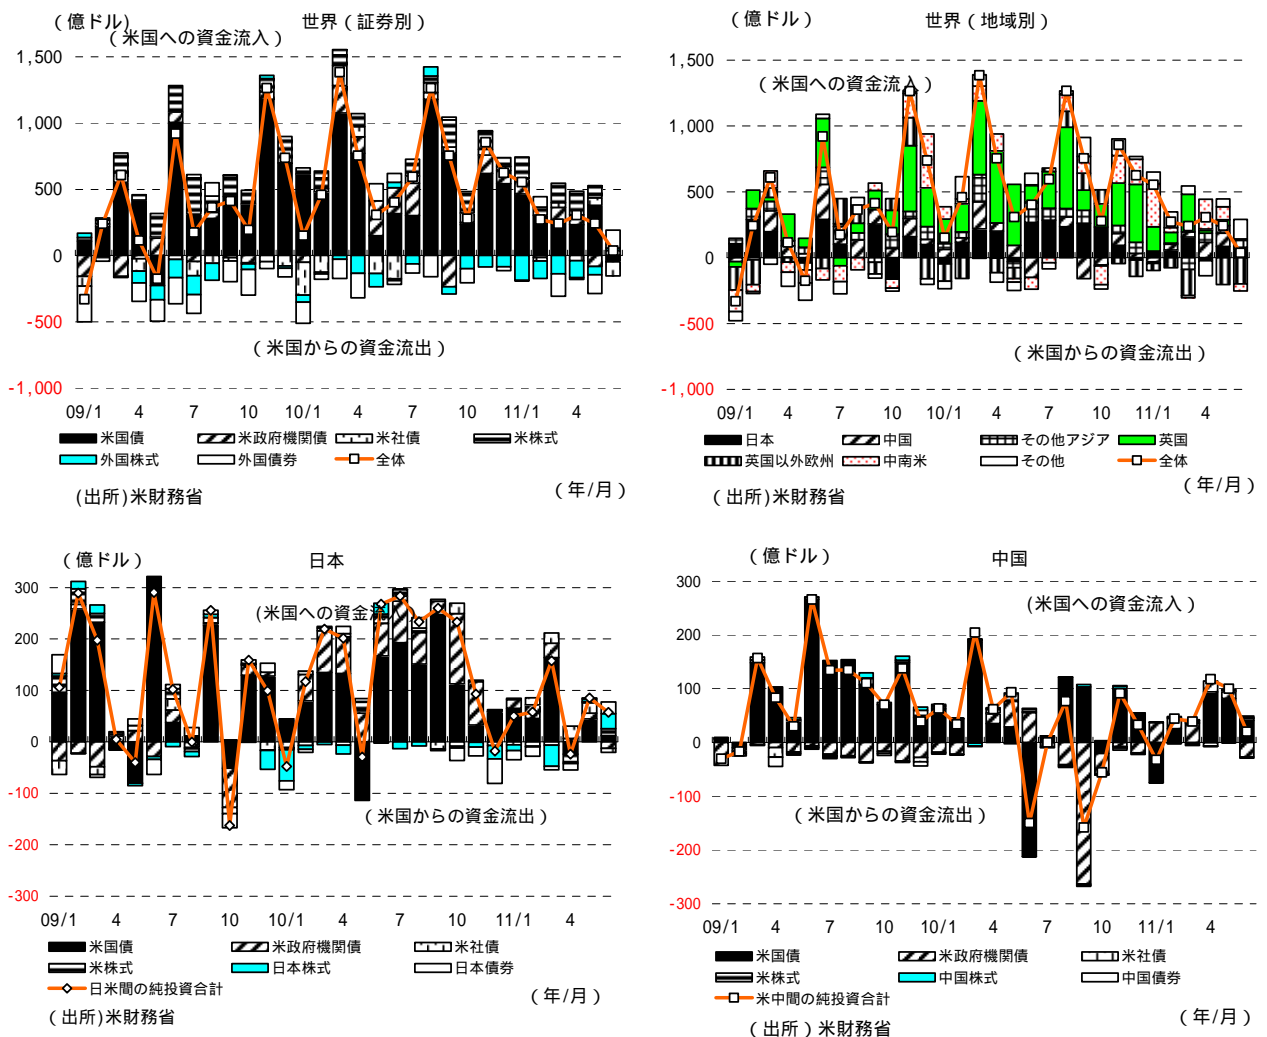 （億ドル）
世界（証券別）
（米国への資金流入）
1,500
1,000
500
0
-500
-1,000
（米国からの資金流出）
09/1 4 7 10 10/1 4 7 10 11/1 4
米国債 米政府機関債 米社債 米株式
外国株式 外国債券 全体
(出所)米財務省
（年/月）
（億ドル）
世界（地域別）
（米国への資金流入）
1,500
1,000
500
0
-500
-1,000
（米国からの資金流出）
09/1 4 7 10 10/1 4 7 10 11/1 4
日本 中国 その他アジア 英国
英国以外欧州 中南米 その他 全体
（出所)米財務省
（年/月）
（億ドル）
日本
(米国への資金流
300
200
100
0
-100
-200
-300
（米国からの資金流出）
09/1 4 7 10 10/1 4 7 10 11/1 4
米国債 米政府機関債 米社債
米株式 日本株式 日本債券
日米間の純投資合計
（年/月）
（出所)米財務省
（億ドル）
中国
(米国への資金流入）
300
200
100
0
-100
-200
-300
（米国からの資金流出）
09/1 4 7 10 10/1 4 7 10 11/1 4
米国債 米政府機関債 米社債
米株式 中国株式 中国債券
米中間の純投資合計
（年/月）
（出所）米財務省